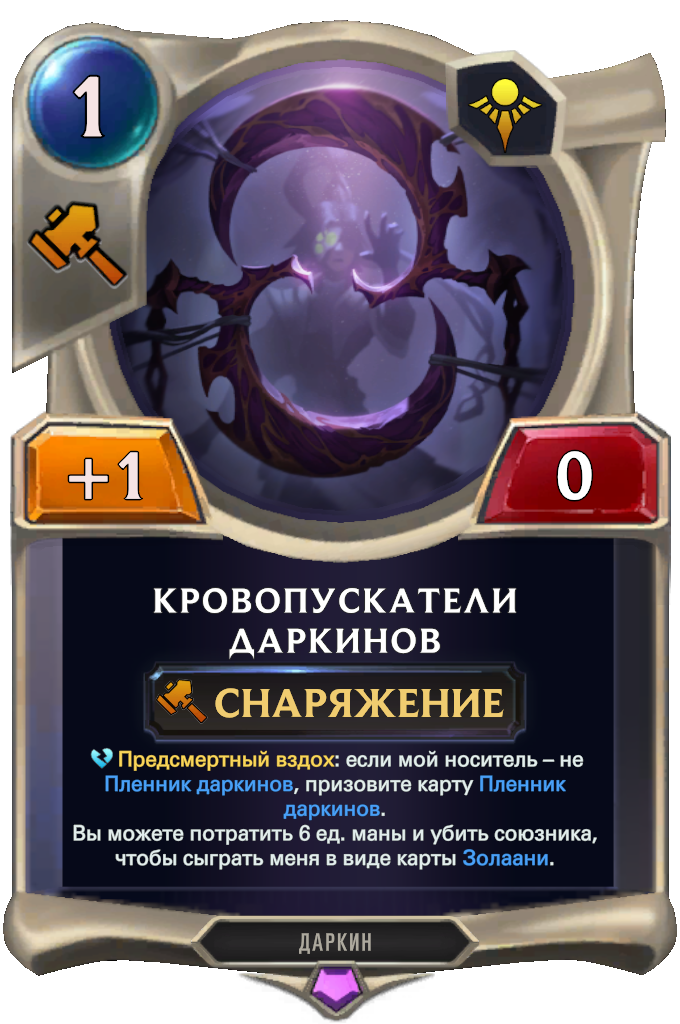 1
+1
0
КРОВОПУСКАТЕЛИ
ДАРКИНОВ
СНАРЯЖЕНИЕ
Предсмертный вздох: если мой носитель – не
Пленник даркинов, призовите карту Пленник
даркинов.
Вы можете потратить 6 ед. маны и убить союзника,
чтобы сыграть меня в виде карты Золаани.
ДАРКИН